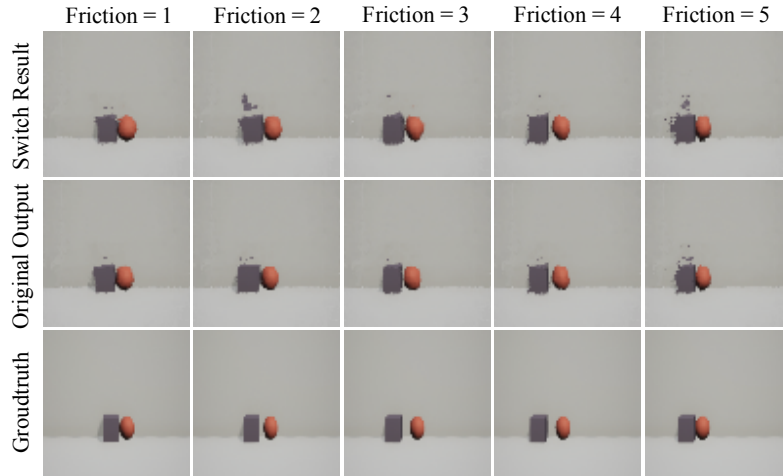 Friction = 1 Friction = 2 Friction = 3 Friction = 4 Friction = 5
Switch Result
Original Output
Groudtruth